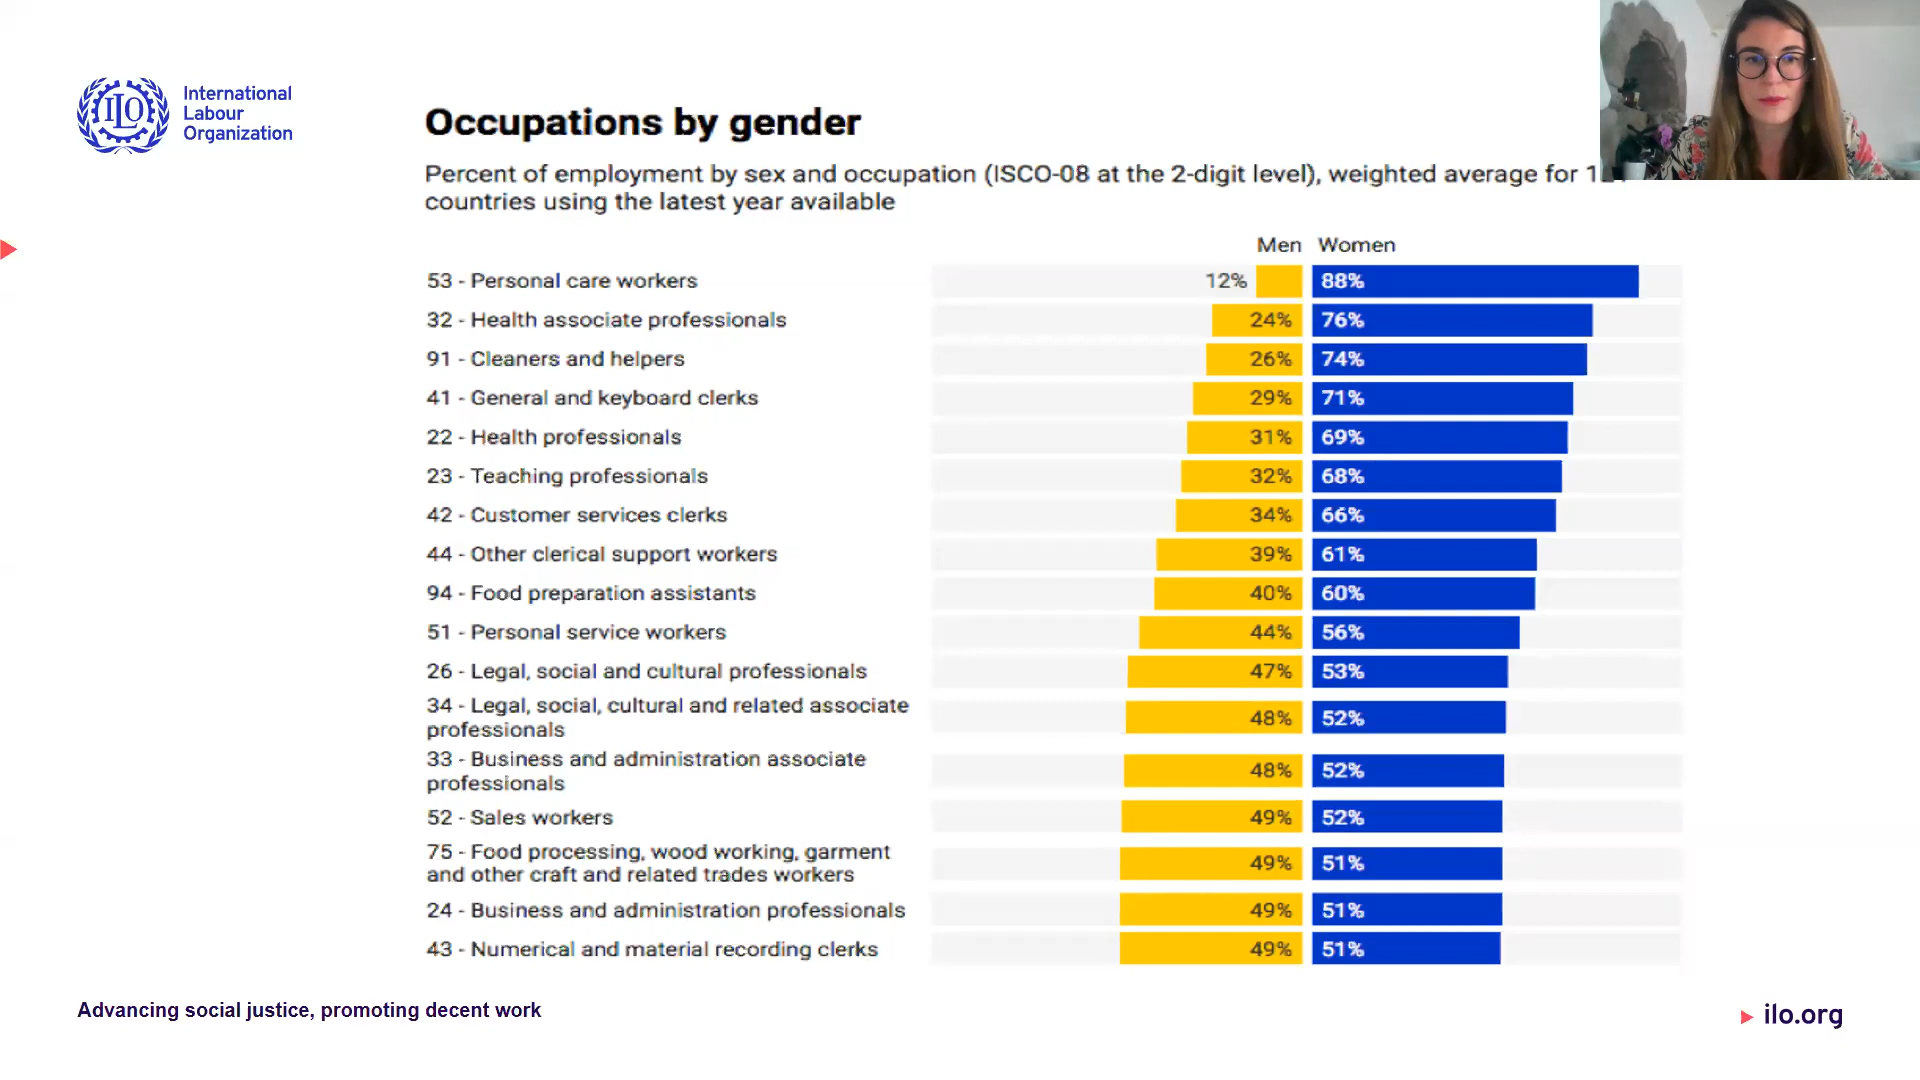 ILO
International
Labour
Organization
Occupations by gender
Percent of employment by sex and occupation (ISCO-08 at the 2-digit level), weighted average for
countries using the latest year available
Men Women
53 - Personal care workers 12% 88%
32 - Health associate professionals 24% 76%
91 - Cleaners and helpers 26% 74%
41 - General and keyboard clerks 29% 71%
22 - Health professionals 31% 69%
23 - Teaching professionals 32% 68%
42 - Customer services clerks 34% 66%
44 - Other clerical support workers 39% 61%
94 - Food preparation assistants 40% 60%
51 - Personal service workers 44% 56%
26 - Legal, social and cultural professionals 47% 53%
34 - Legal, social, cultural and related associate
professionals 48% 52%
33 - Business and administration associate
professionals 48% 52%
52 - Sales workers 49% 52%
75 - Food processing, wood working, garment
and other craft and related trades workers 49% 51%
24 - Business and administration professionals 49% 51%
43 - Numerical and material recording clerks 49% 51%
Advancing social justice, promoting decent work
ilo.org